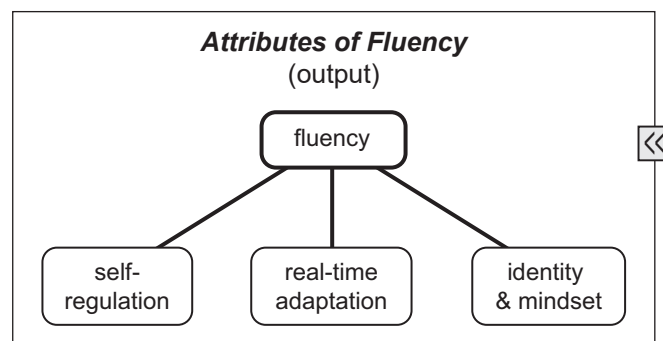 Attributes of Fluency
(output)
fluency
self-
regulation
real-time
adaptation
identity
& mindset